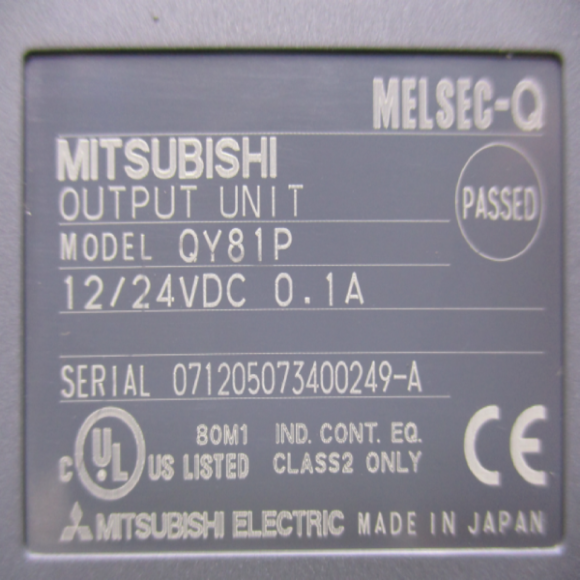 MELSEC-Q
MITSUBISHI
OUTPUT UNIT
PASSED
MODEL QY81P
12/24VDC 0.1A
SERIAL 071205073400249-A
C UL US LISTED
80M1 IND. CONT. EQ.
CLASS2 ONLY
CE
MITSUBISHI ELECTRIC MADE IN JAPAN